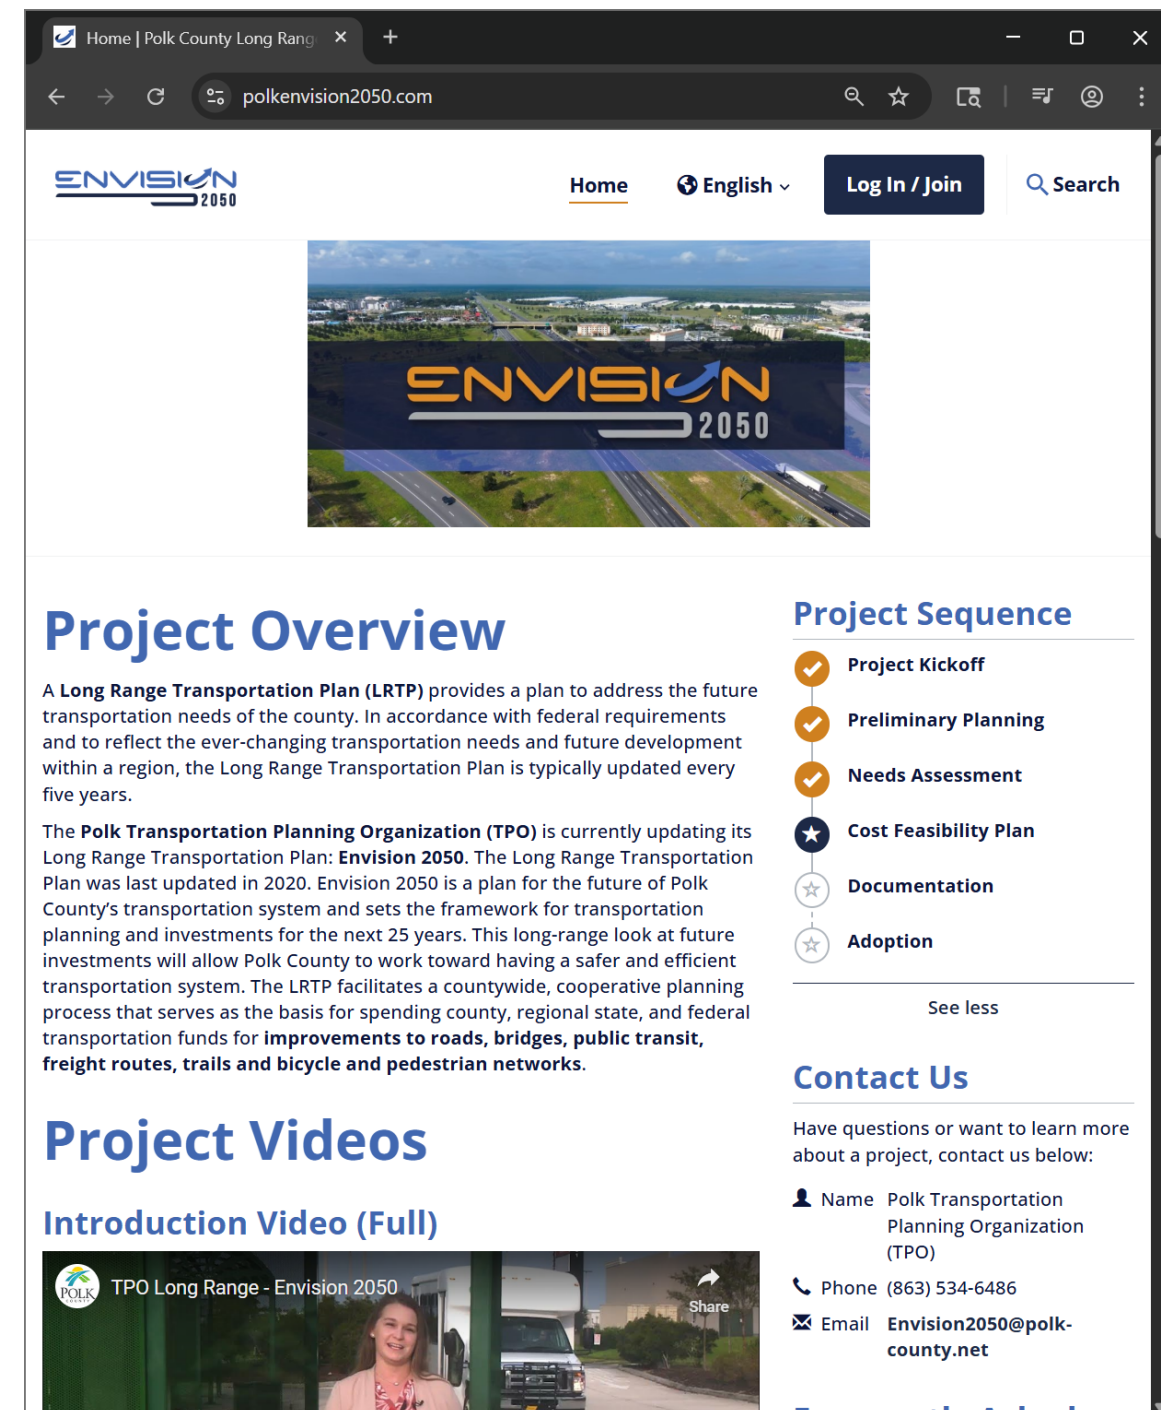 Home | Polk County Long Rang
polkenvision2050.com
ENVISION
2050
Home
English
Log In / Join
Search
ENVISION
2050
Project Overview
A Long Range Transportation Plan (LRTP) provides a plan to address the future
transportation needs of the county. In accordance with federal requirements
and to reflect the ever-changing transportation needs and future development
within a region, the Long Range Transportation Plan is typically updated every
five years.
The Polk Transportation Planning Organization (TPO) is currently updating its
Long Range Transportation Plan: Envision 2050. The Long Range Transportation
Plan was last updated in 2020. Envision 2050 is a plan for the future of Polk
County’s transportation system and sets the framework for transportation
planning and investments for the next 25 years. This long-range look at future
investments will allow Polk County to work toward having a safer and efficient
transportation system. The LRTP facilitates a countywide, cooperative planning
process that serves as the basis for spending county, regional state, and federal
transportation funds for improvements to roads, bridges, public transit,
freight routes, trails and bicycle and pedestrian networks.
Project Videos
Introduction Video (Full)
POLK
COUNTY
TPO Long Range - Envision 2050
Share
Project Sequence
Project Kickoff
Preliminary Planning
Needs Assessment
Cost Feasibility Plan
Documentation
Adoption
See less
Contact Us
Have questions or want to learn more
about a project, contact us below:
Name Polk Transportation
Planning Organization
(TPO)
Phone (863) 534-6486
Email Envision2050@polk-
county.net